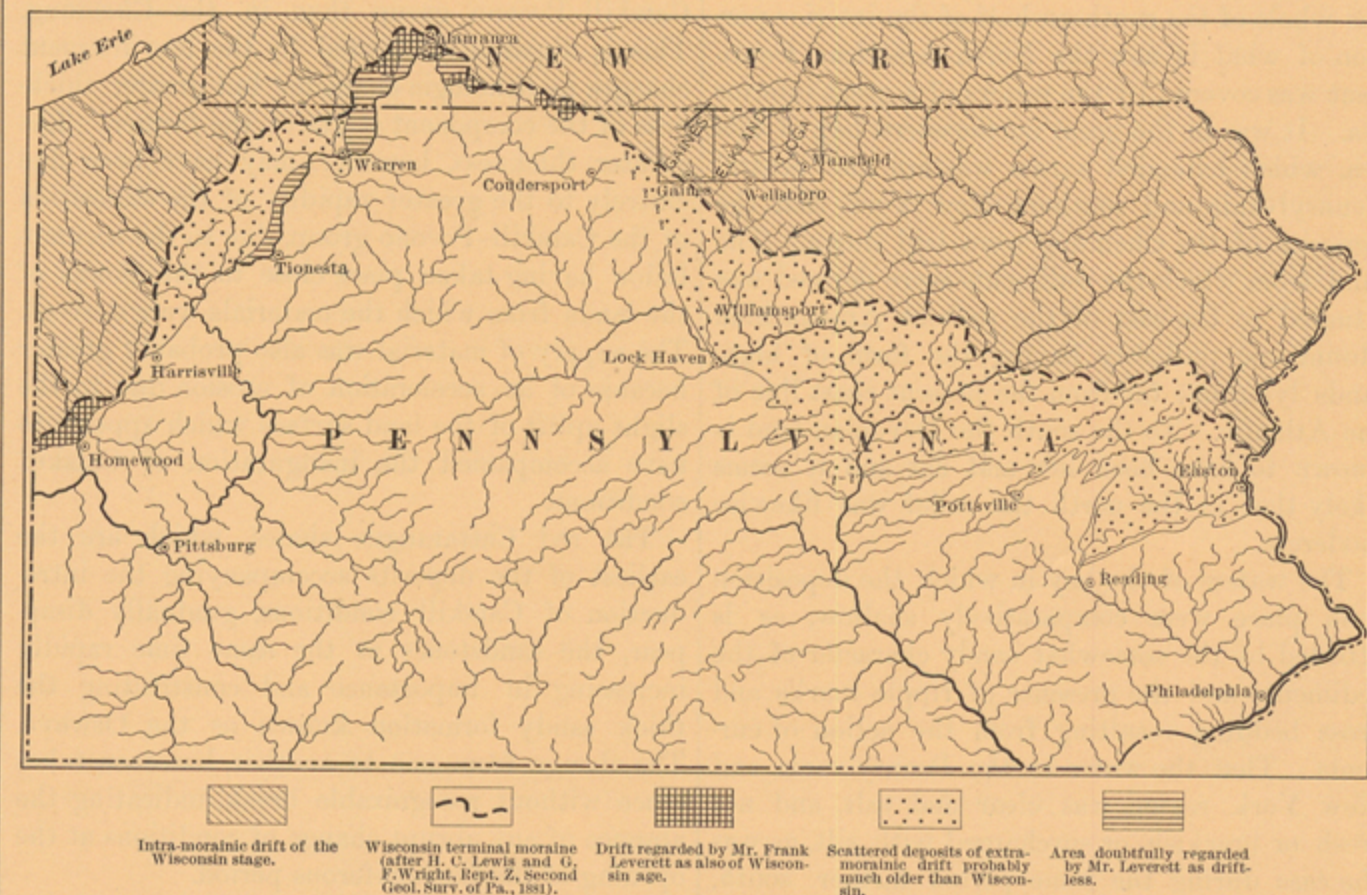 Lake Erie
Salamanca
NEW YORK
GAINES
ELKLAND
TIOGA
Mansfield
Warren
Coudersport
Gaines
Wellsboro
Tionesta
Williamsport
Lock Haven
Harrisville
PENNSYLVANIA
Homewood
Easton
Pottsville
Pittsburg
Reading
Philadelphia
Intra-morainic drift of the
Wisconsin stage.
Wisconsin terminal moraine
(after H. C. Lewis and G.
F. Wright, Rept. Z, Second
Geol. Surv. of Pa., 1881).
Drift regarded by Mr. Frank
Leverett as also of Wiscon-
sin age.
Scattered deposits of extra-
morainic drift probably
much older than Wiscon-
sin.
Area doubtfully regarded
by Mr. Leverett as drift-
less.